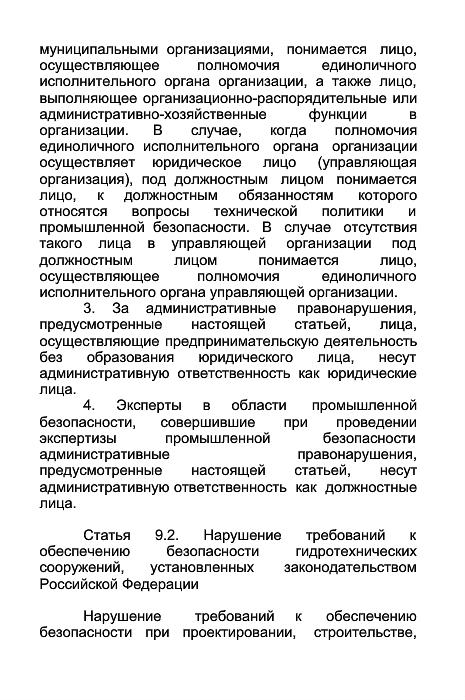 муниципальными организациями, понимается лицо,
осуществляющее полномочия единоличного
исполнительного органа организации, а также лицо,
выполняющее организационно-распорядительные или
административно-хозяйственные функции в
организации. В случае, когда полномочия
единоличного исполнительного органа организации
осуществляет юридическое лицо (управляющая
организация), под должностным лицом понимается
лицо, к должностным обязанностям которого
относятся вопросы технической политики и
промышленной безопасности. В случае отсутствия
такого лица в управляющей организации под
должностным лицом понимается лицо,
осуществляющее полномочия единоличного
исполнительного органа управляющей организации.
3. За административные правонарушения,
предусмотренные настоящей статьей, лица,
осуществляющие предпринимательскую деятельность
без образования юридического лица, несут
административную ответственность как юридические
лица.
4. Эксперты в области промышленной
безопасности, совершившие при проведении
экспертизы промышленной безопасности
административные правонарушения,
предусмотренные настоящей статьей, несут
административную ответственность как должностные
лица.
Статья 9.2. Нарушение требований к
обеспечению безопасности гидротехнических
сооружений, установленных законодательством
Российской Федерации
Нарушение требований к обеспечению
безопасности при проектировании, строительстве,